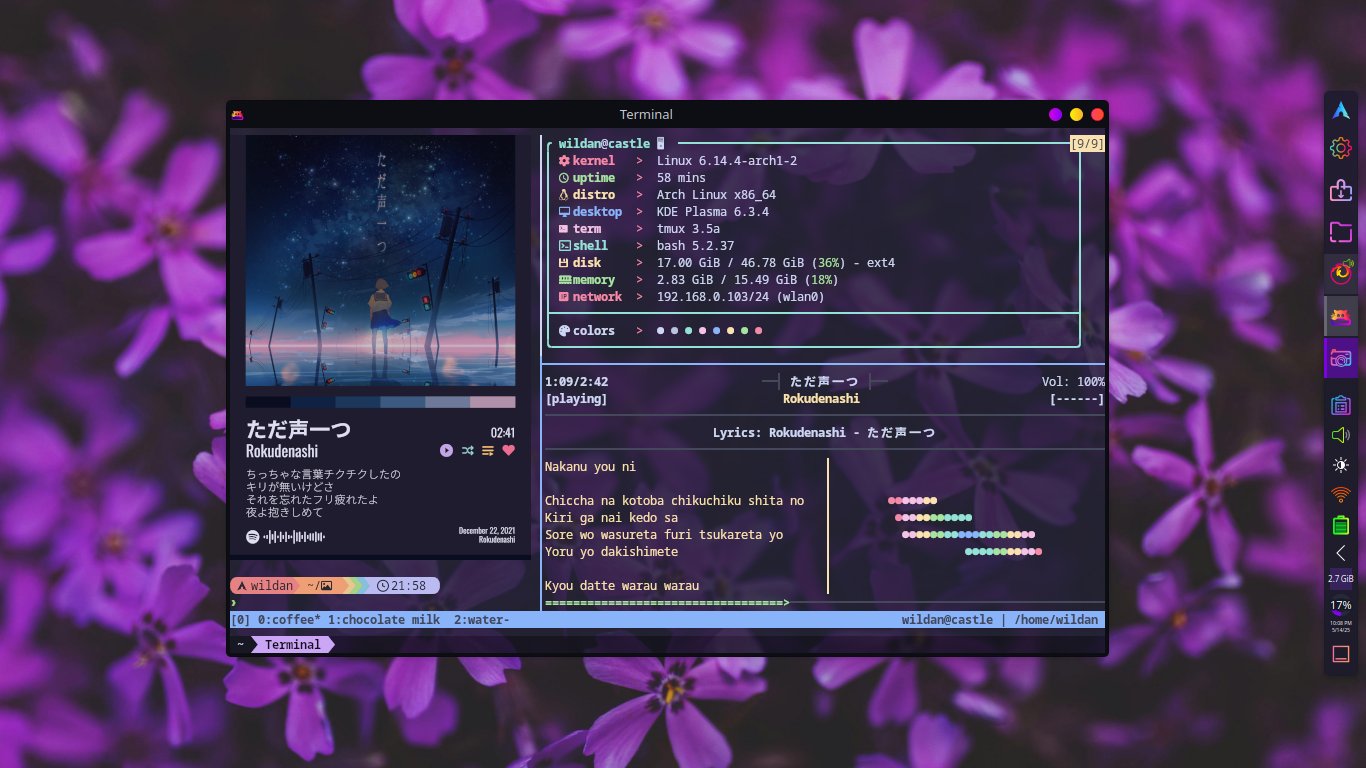 Terminal
ただ声一つ
ただ声一つ
02:41
Rokudenashi
ちっちゃな言葉チクチクしたの
キリが無いけどさ
それを忘れたフリ疲れたよ
夜よ抱きしめて
December 22, 2021
Rokudenashi
wildan ~/ 21:58
›
wildan@castle
[9/9]
kernel > Linux 6.14.4-arch1-2
uptime > 58 mins
distro > Arch Linux x86_64
desktop > KDE Plasma 6.3.4
term > tmux 3.5a
shell > bash 5.2.37
disk > 17.00 GiB / 46.78 GiB (36%) - ext4
memory > 2.83 GiB / 15.49 GiB (18%)
network > 192.168.0.103/24 (wlan0)
colors >
1:09/2:42 ただ声一つ Vol: 100%
[playing] Rokudenashi [------]
Lyrics: Rokudenashi - ただ声一つ
Nakanu you ni
Chiccha na kotoba chikuchiku shita no
Kiri ga nai kedo sa
Sore wo wasureta furi tsukareta yo
Yoru yo dakishimete
Kyou datte warau warau
==================================>
[0] 0:coffee* 1:chocolate milk 2:water- wildan@castle | /home/wildan
~ Terminal
2.7 GiB
17%
10:08 PM
5/14/25